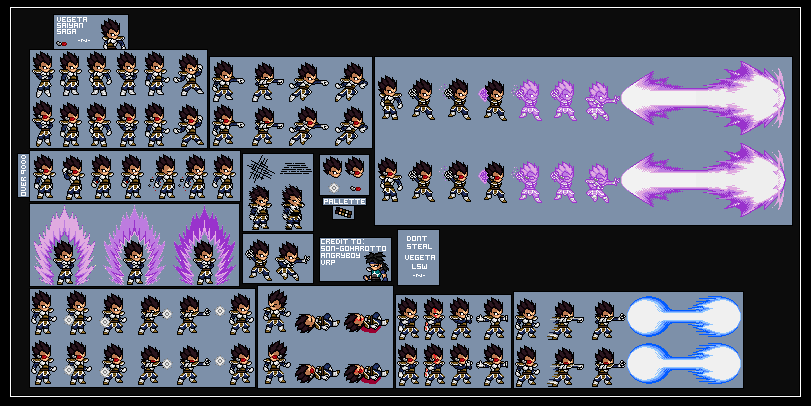 VEGETA
SAIYAN
SAGA
-N-
OVER 9000
PALLETTE
CREDIT TO:
SON-GOHAROTTO
ANGRYBOY
VRP
DONT
STEAL
VEGETA
LSW
-N-